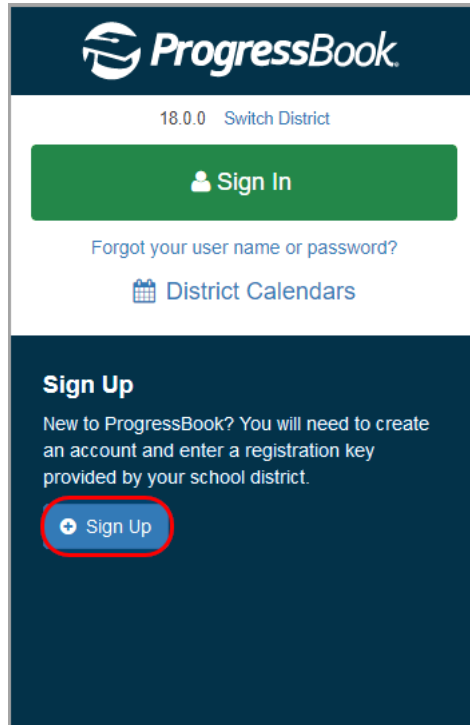 ProgressBook.
18.0.0 Switch District
Sign In
Forgot your user name or password?
District Calendars
Sign Up
New to ProgressBook? You will need to create
an account and enter a registration key
provided by your school district.
Sign Up